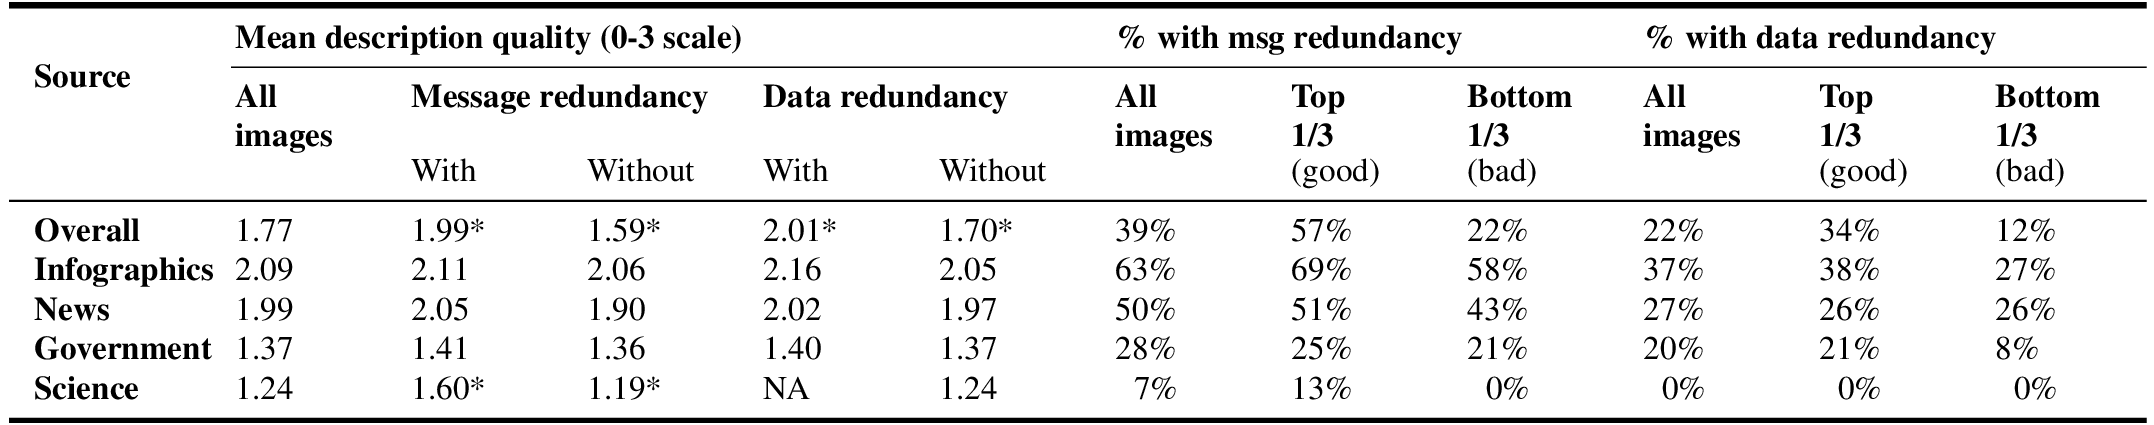 Mean description quality (0-3 scale) % with msg redundancy % with data redundancy
Source
All Message redundancy Data redundancy All Top Bottom All Top Bottom
images images 1/3 1/3 images 1/3 1/3
With Without With Without (good) (bad) (good) (bad)
Overall 1.77 1.99* 1.59* 2.01* 1.70* 39% 57% 22% 22% 34% 12%
Infographics 2.09 2.11 2.06 2.16 2.05 63% 69% 58% 37% 38% 27%
News 1.99 2.05 1.90 2.02 1.97 50% 51% 43% 27% 26% 26%
Government 1.37 1.41 1.36 1.40 1.37 28% 25% 21% 20% 21% 8%
Science 1.24 1.60* 1.19* NA 1.24 7% 13% 0% 0% 0% 0%